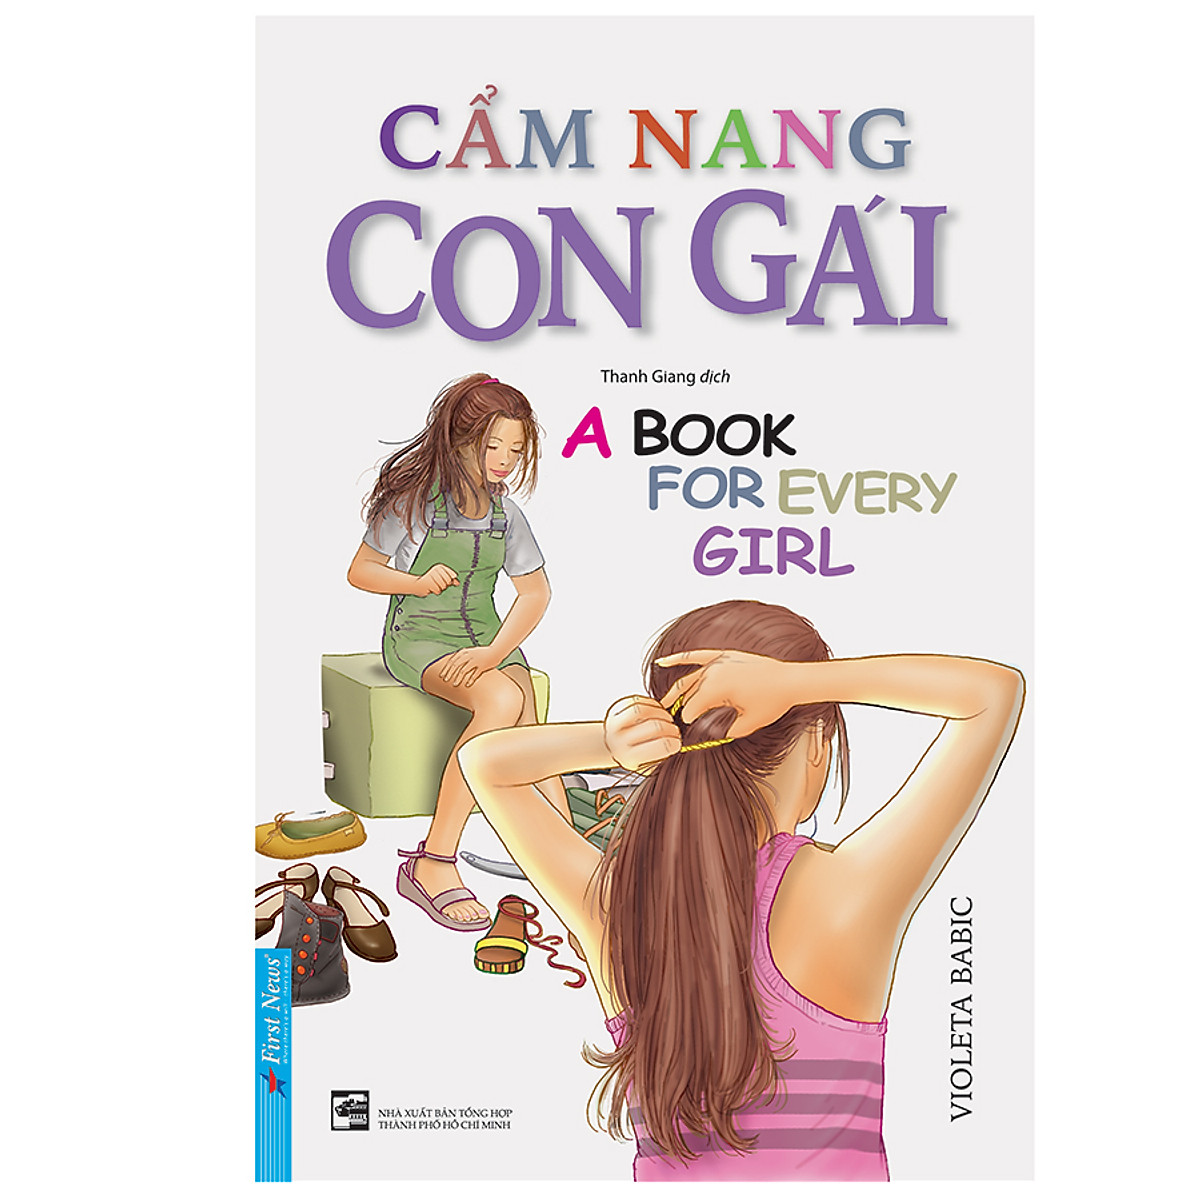 CẨM NANG
CON GÁI
Thanh Giang dịch
A BOOK
FOR EVERY
GIRL
VIOLETA BABIC
First News
NHÀ XUẤT BẢN TỔNG HỢP
THÀNH PHỐ HỒ CHÍ MINH